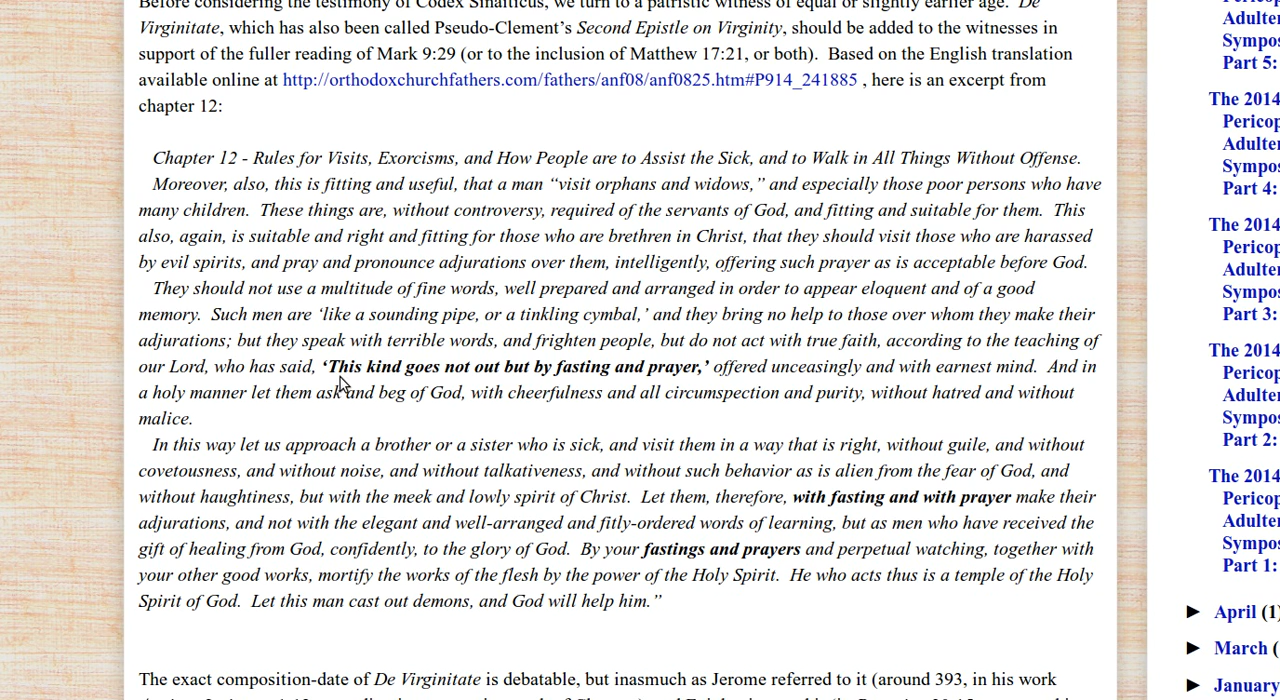 Before considering the testimony of Codex Sinaiticus, we turn to a patristic witness of equal or slightly earlier age.  De
Virginitate, which has also been called Pseudo-Clement’s Second Epistle on Virginity, should be added to the witnesses in
support of the fuller reading of Mark 9:29 (or to the inclusion of Matthew 17:21, or both).  Based on the English translation
available online at http://orthodoxchurchfathers.com/fathers/anf08/anf0825.htm#P914_241885 , here is an excerpt from
chapter 12:
Chapter 12 - Rules for Visits, Exorcisms, and How People are to Assist the Sick, and to Walk in All Things Without Offense.
Moreover, also, this is fitting and useful, that a man “visit orphans and widows,” and especially those poor persons who have
many children.  These things are, without controversy, required of the servants of God, and fitting and suitable for them.  This
also, again, is suitable and right and fitting for those who are brethren in Christ, that they should visit those who are harassed
by evil spirits, and pray and pronounce adjurations over them, intelligently, offering such prayer as is acceptable before God.
They should not use a multitude of fine words, well prepared and arranged in order to appear eloquent and of a good
memory.  Such men are ‘like a sounding pipe, or a tinkling cymbal,’ and they bring no help to those over whom they make their
adjurations; but they speak with terrible words, and frighten people, but do not act with true faith, according to the teaching of
our Lord, who has said, ‘This kind goes not out but by fasting and prayer,’ offered unceasingly and with earnest mind.  And in
a holy manner let them ask and beg of God, with cheerfulness and all circumspection and purity, without hatred and without
malice.
In this way let us approach a brother or a sister who is sick, and visit them in a way that is right, without guile, and without
covetousness, and without noise, and without talkativeness, and without such behavior as is alien from the fear of God, and
without haughtiness, but with the meek and lowly spirit of Christ.  Let them, therefore, with fasting and with prayer make their
adjurations, and not with the elegant and well-arranged and fitly-ordered words of learning, but as men who have received the
gift of healing from God, confidently, to the glory of God.  By your fastings and prayers and perpetual watching, together with
your other good works, mortify the works of the flesh by the power of the Holy Spirit.  He who acts thus is a temple of the Holy
Spirit of God.  Let this man cast out demons, and God will help him.”
The exact composition-date of De Virginitate is debatable, but inasmuch as Jerome referred to it (around 393, in his work
Pericop
Adulter
Sympos
Part 5:
The 2014
Pericop
Adulter
Sympos
Part 4:
The 2014
Pericop
Adulter
Sympos
Part 3:
The 2014
Pericop
Adulter
Sympos
Part 2:
The 2014
Pericop
Adulter
Sympos
Part 1:
► April (1)
► March (
► January